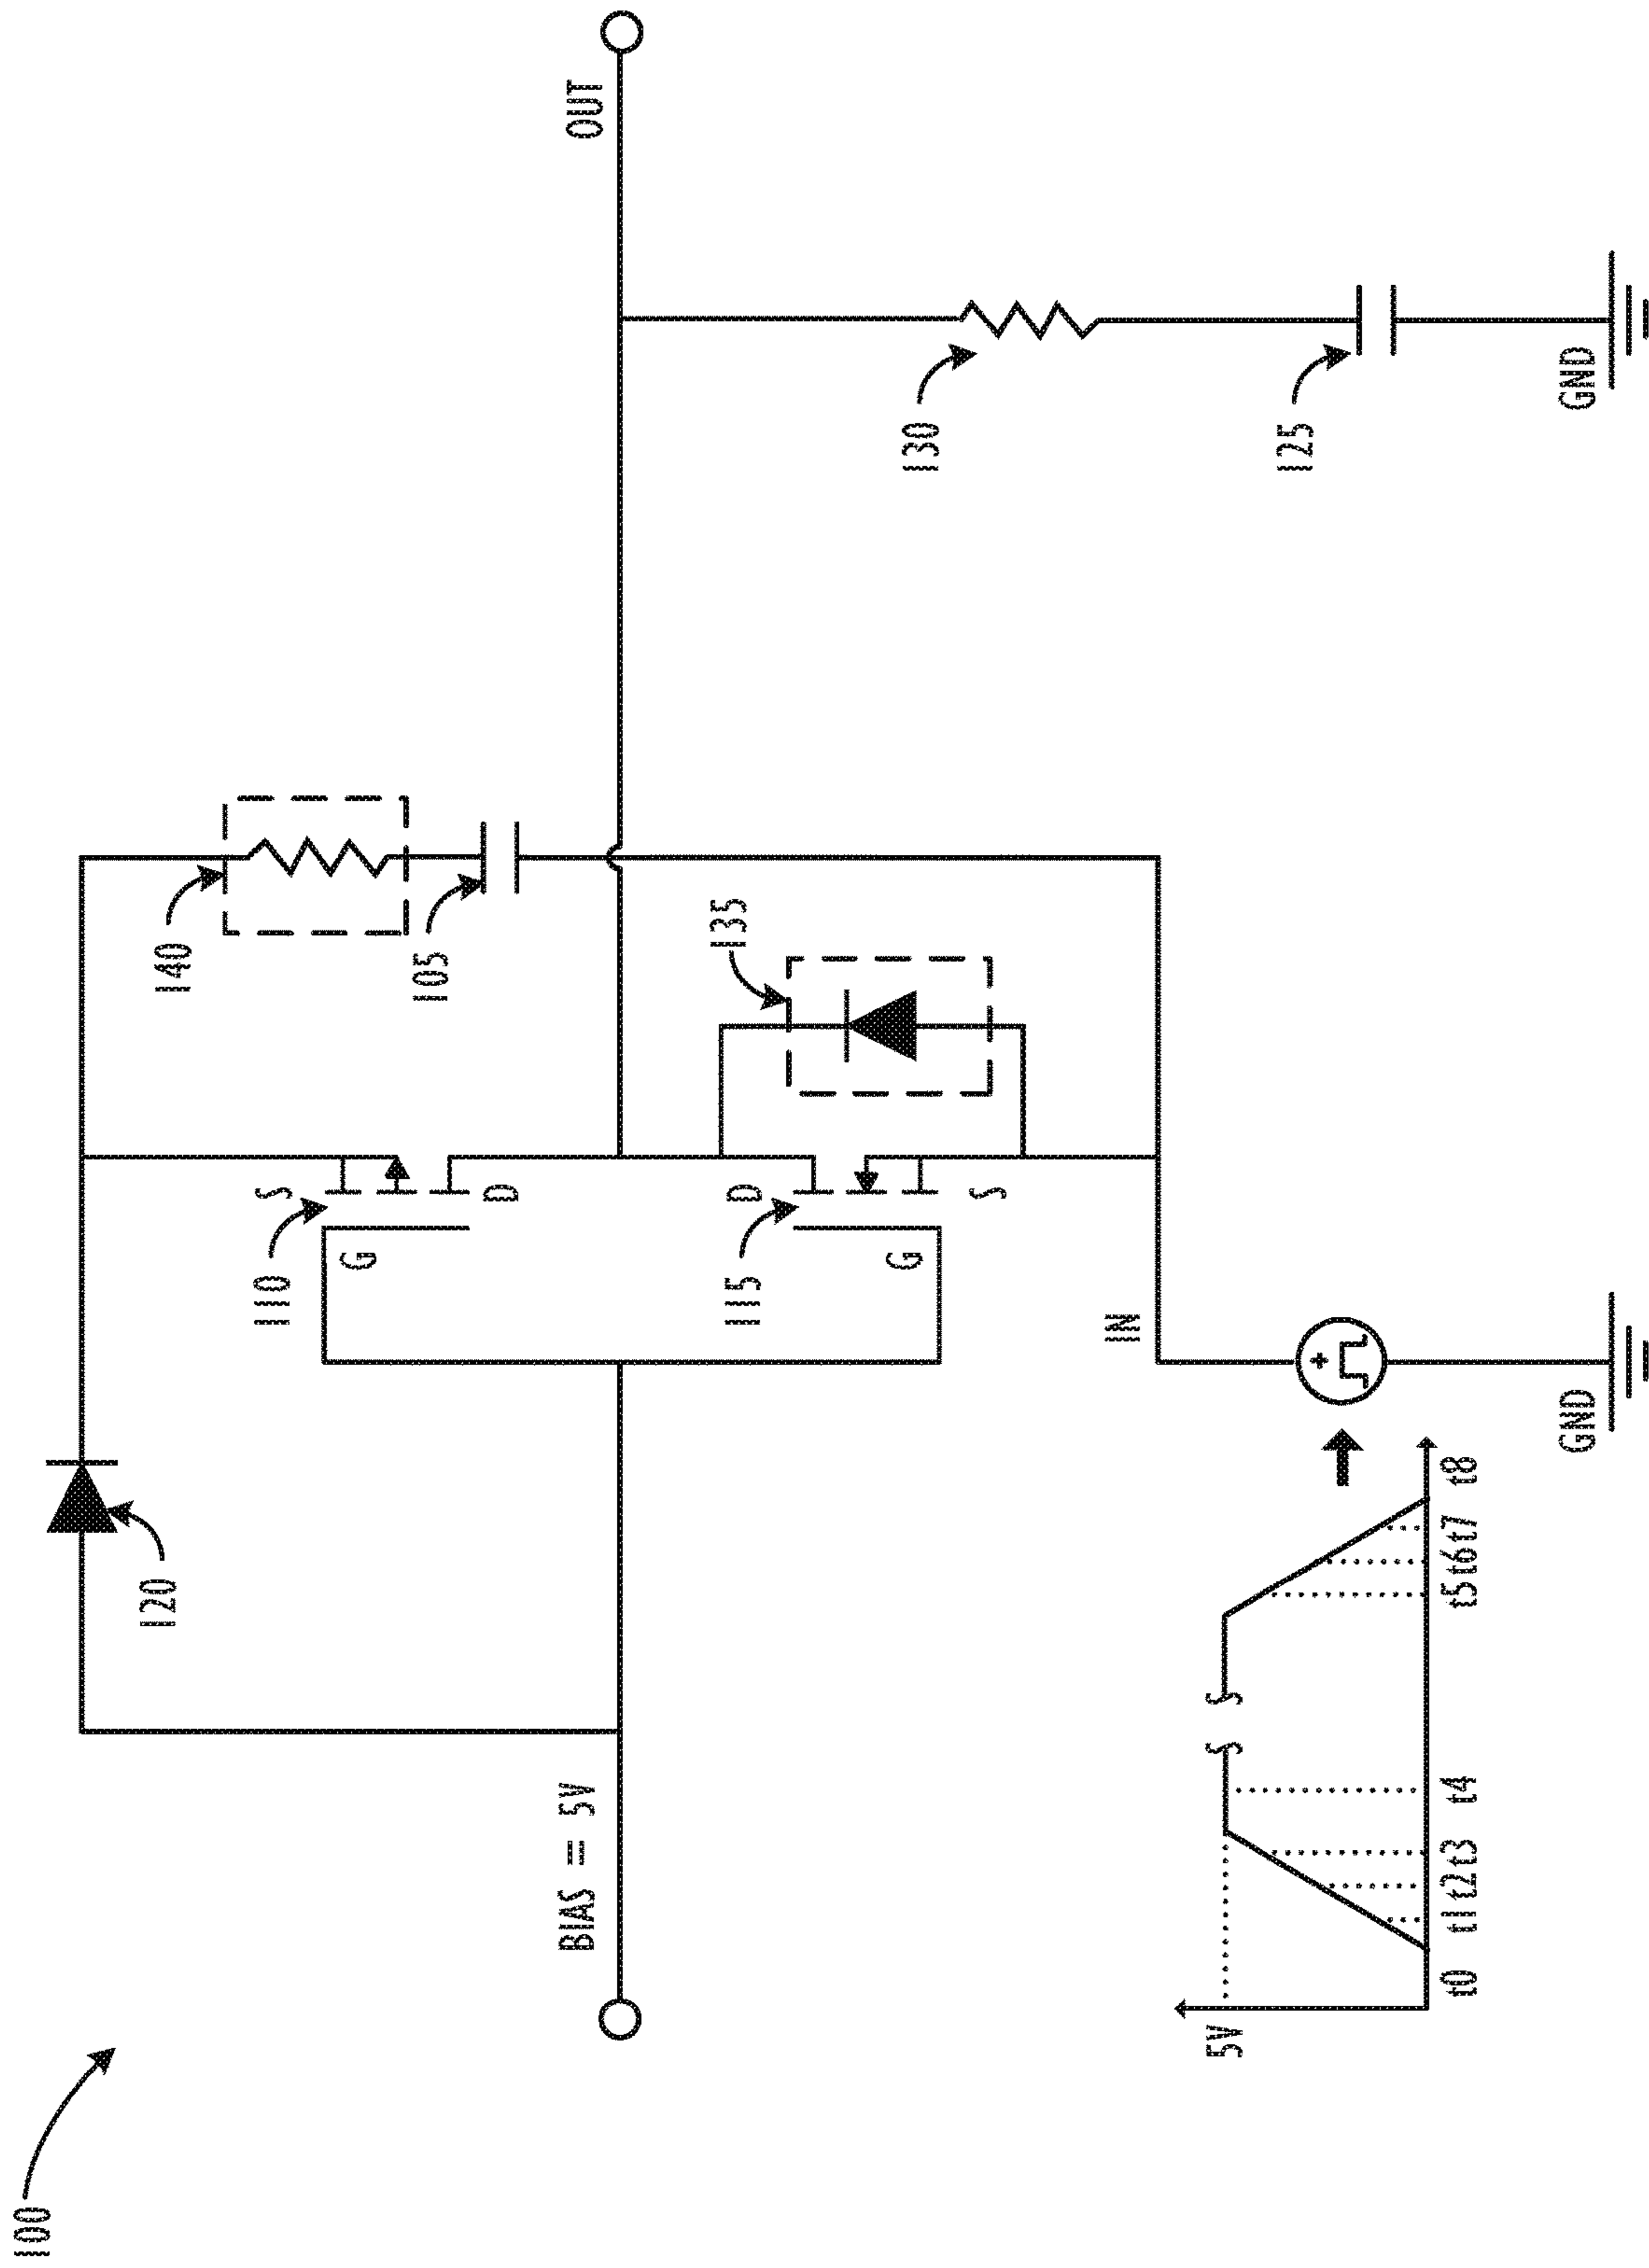 100
120
BIAS = 5V
110
S
G
D
140
105
OUT
115
D
G
S
135
130
125
GND
IN
GND
5V
S S
t0 t1 t2 t3 t4 t5 t6 t7 t8
+